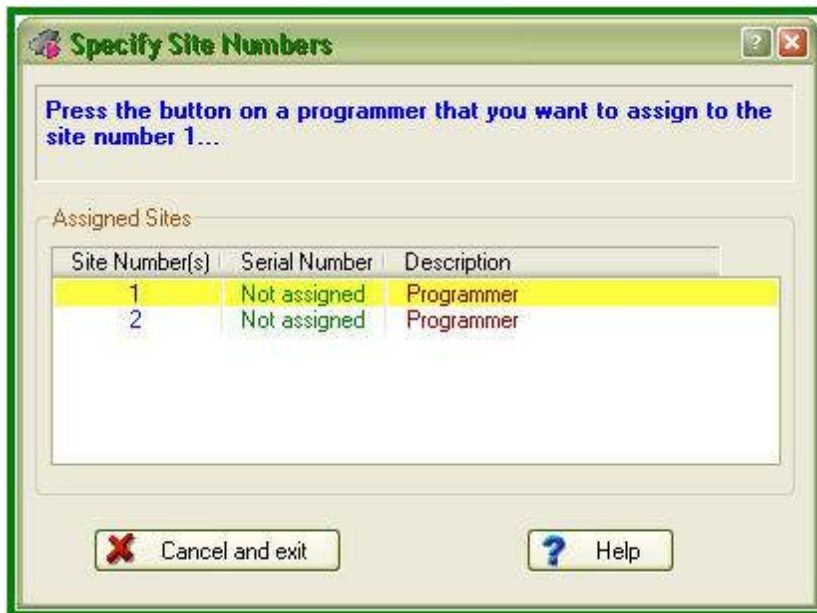 Specify Site Numbers
Press the button on a programmer that you want to assign to the
site number 1...
Assigned Sites
Site Number(s) Serial Number Description
1 Not assigned Programmer
2 Not assigned Programmer
Cancel and exit
? Help